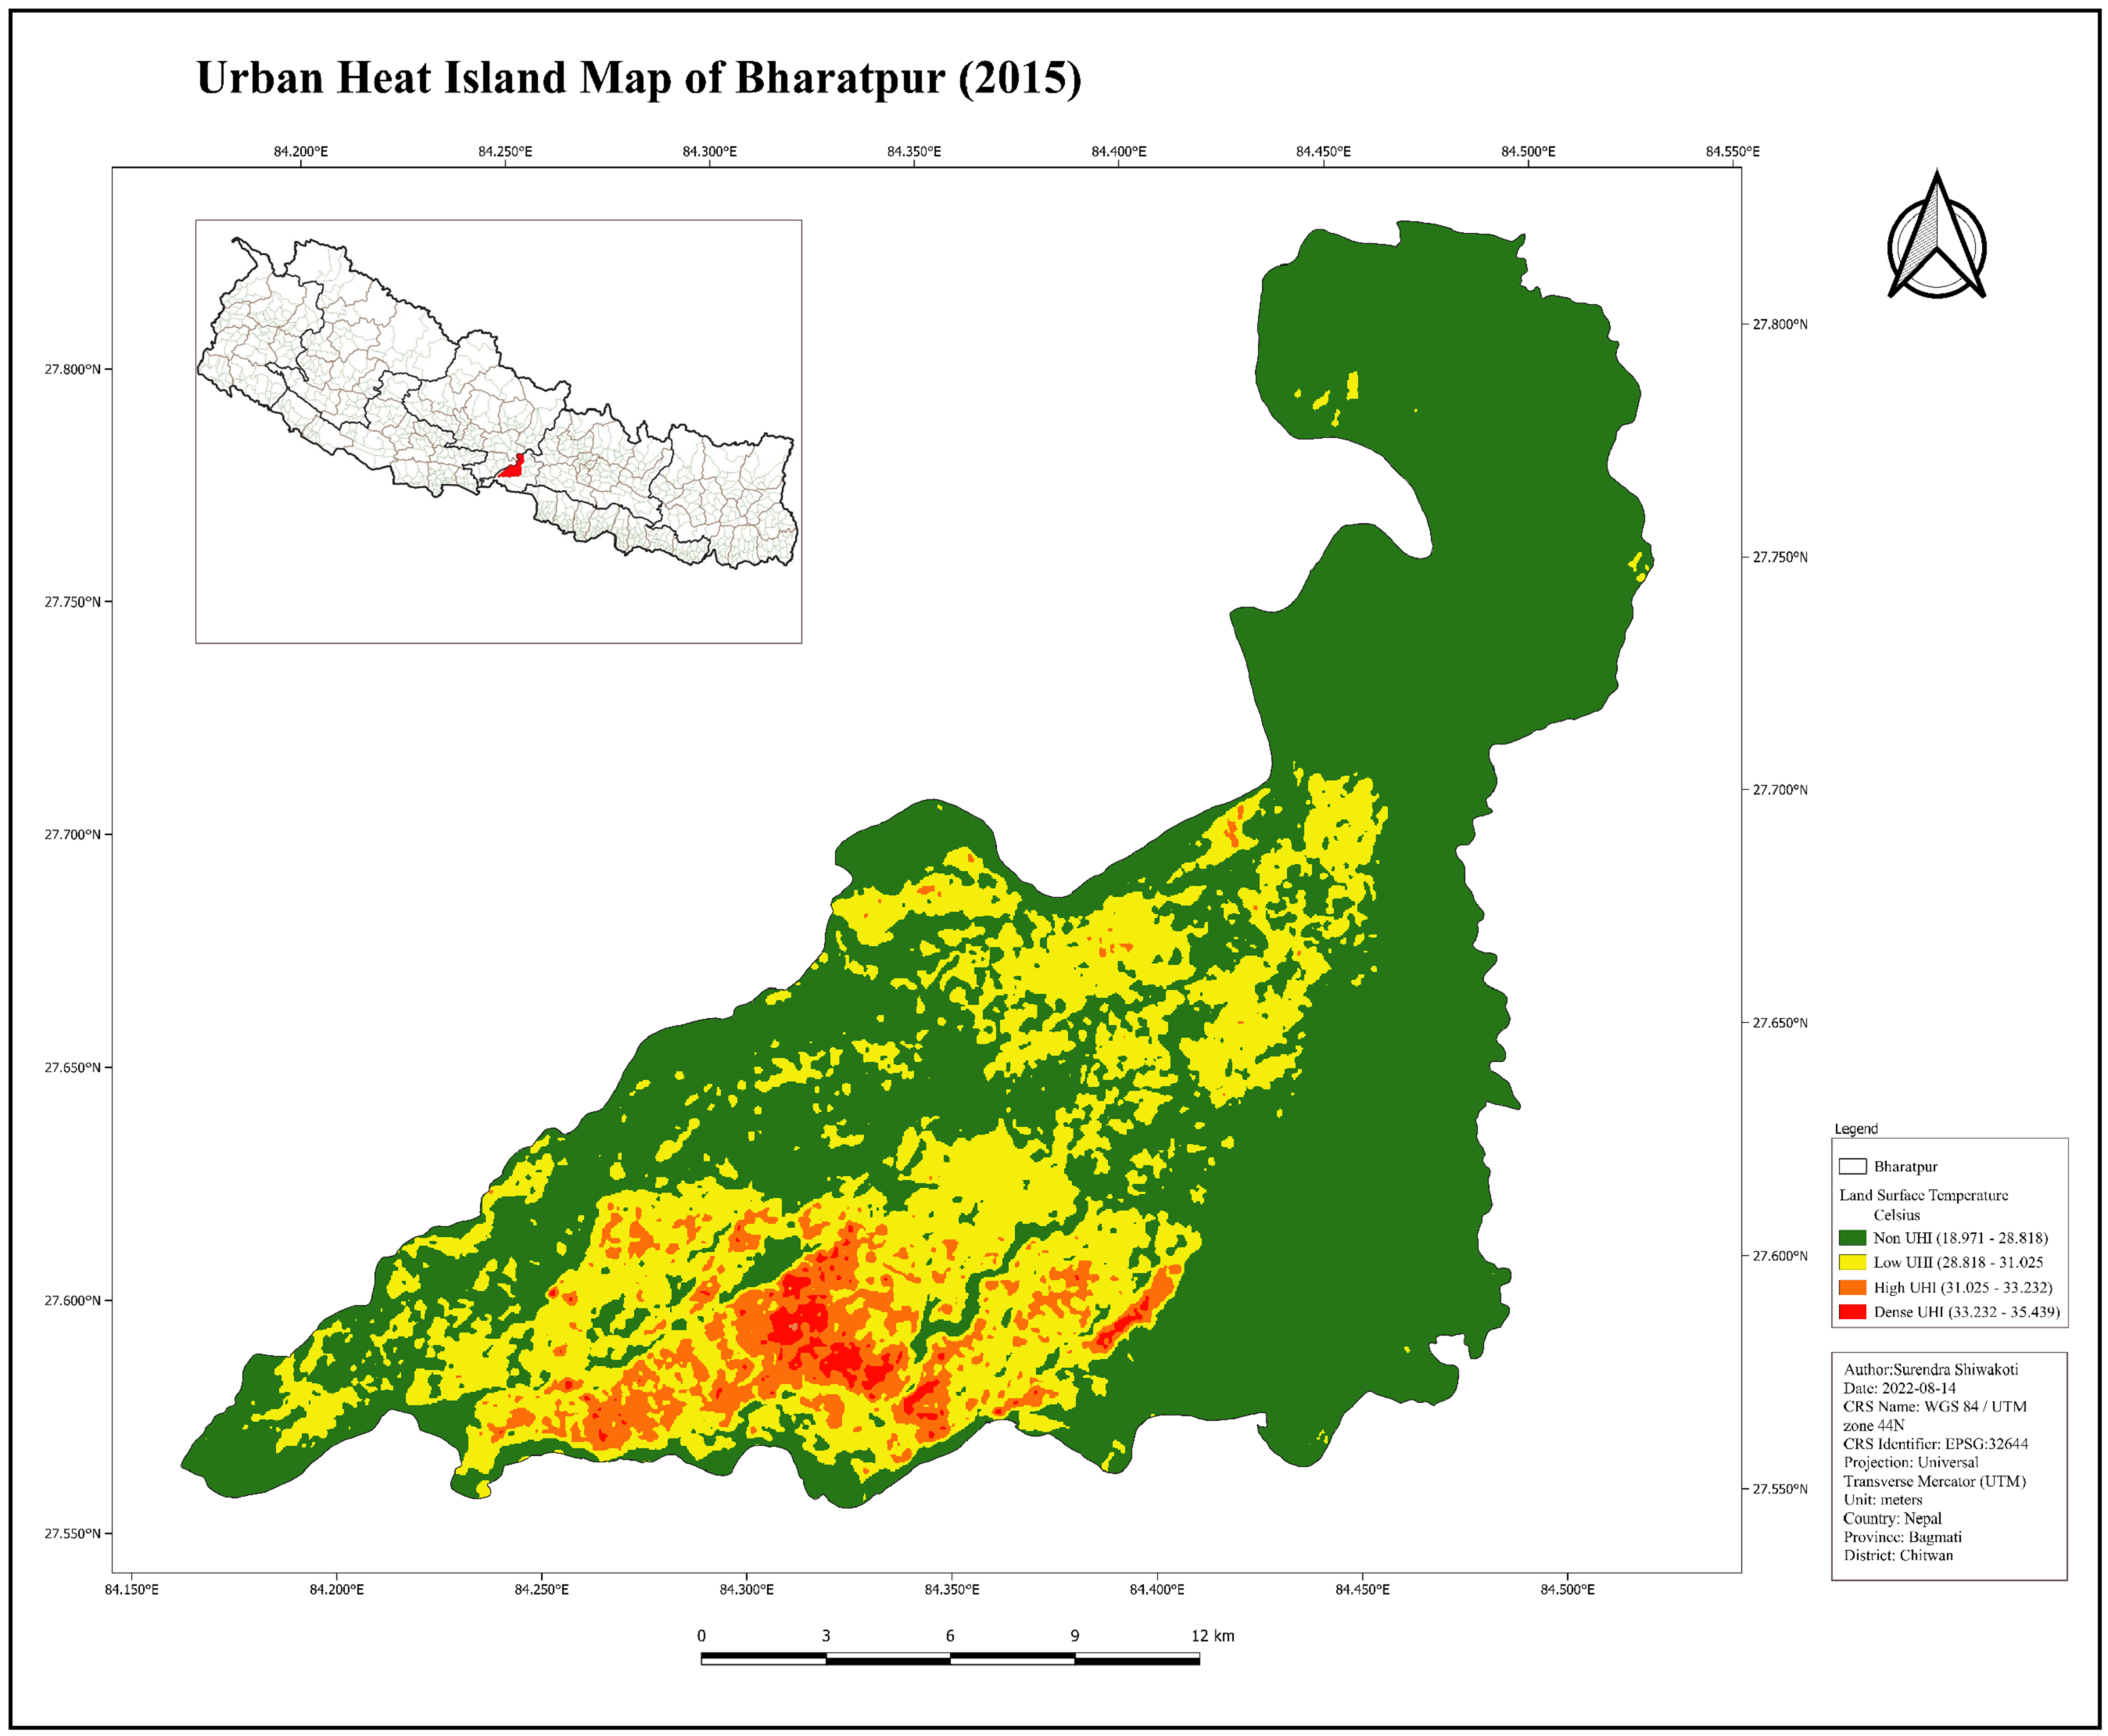 Urban Heat Island Map of Bharatpur (2015)
84.200°E 84.250°E 84.300°E 84.350°E 84.400°E 84.450°E 84.500°E 84.550°E
27.800°N
27.800°N
27.750°N
27.750°N
27.700°N
27.700°N
27.650°N
27.650°N
27.600°N
27.600°N
27.550°N
27.550°N
84.150°E 84.200°E 84.250°E 84.300°E 84.350°E 84.400°E 84.450°E 84.500°E
0 3 6 9 12 km
Legend
Bharatpur
Land Surface Temperature
Celsius
Non UHI (18.971 - 28.818)
Low UHI (28.818 - 31.025
High UHI (31.025 - 33.232)
Dense UHI (33.232 - 35.439)
Author:Surendra Shiwakoti
Date: 2022-08-14
CRS Name: WGS 84 / UTM
zone 44N
CRS Identifier: EPSG:32644
Projection: Universal
Transverse Mercator (UTM)
Unit: meters
Country: Nepal
Province: Bagmati
District: Chitwan